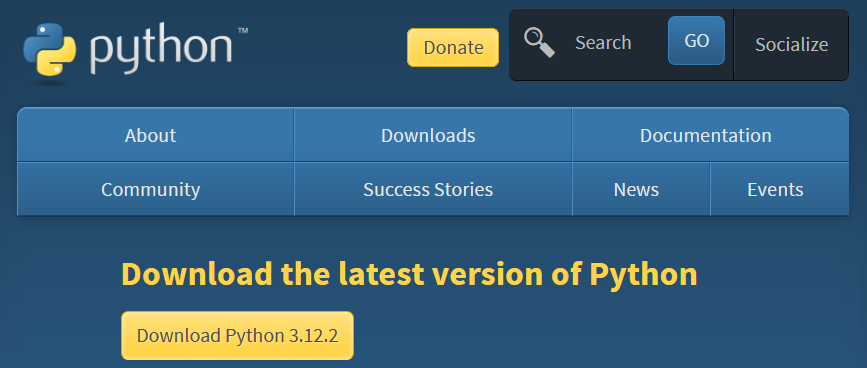 python™
Donate
Search
GO
Socialize
About
Downloads
Documentation
Community
Success Stories
News
Events
Download the latest version of Python
Download Python 3.12.2